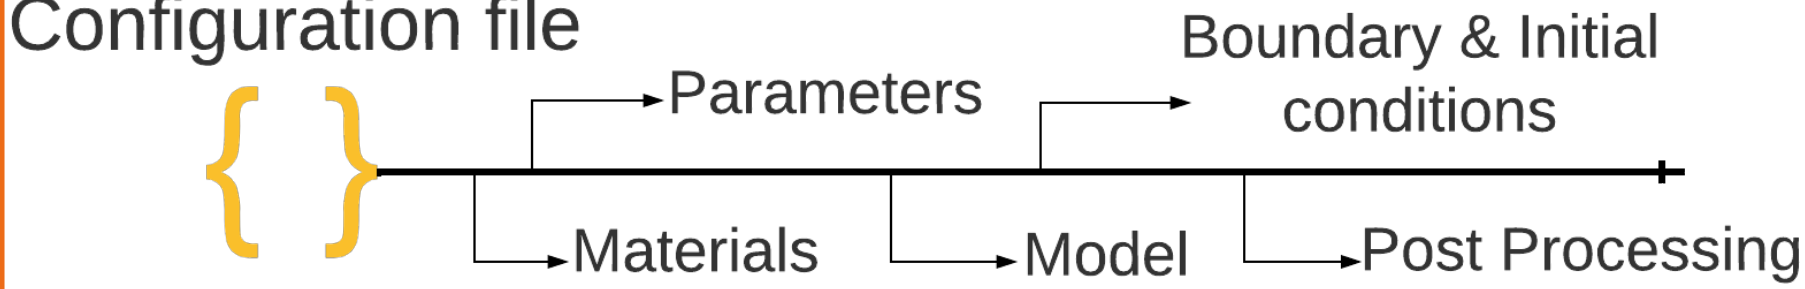 Configuration file
{ }
Parameters
Boundary & Initial
conditions
Materials
Model
Post Processing